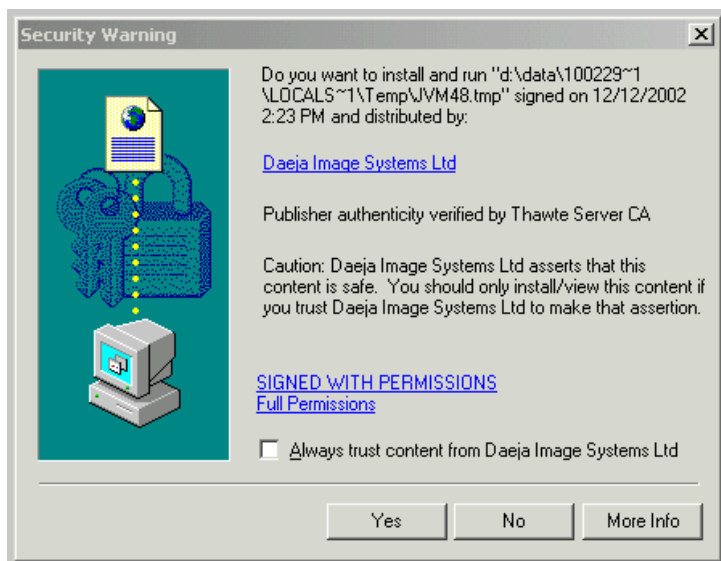 Security Warning
Do you want to install and run "d:\data\100229~1
\LOCALS~1\Temp\JVM48.tmp" signed on 12/12/2002
2:23 PM and distributed by:
Daeja Image Systems Ltd
Publisher authenticity verified by Thawte Server CA
Caution: Daeja Image Systems Ltd asserts that this
content is safe. You should only install/view this content if
you trust Daeja Image Systems Ltd to make that assertion.
SIGNED WITH PERMISSIONS
Full Permissions
Always trust content from Daeja Image Systems Ltd
Yes No More Info